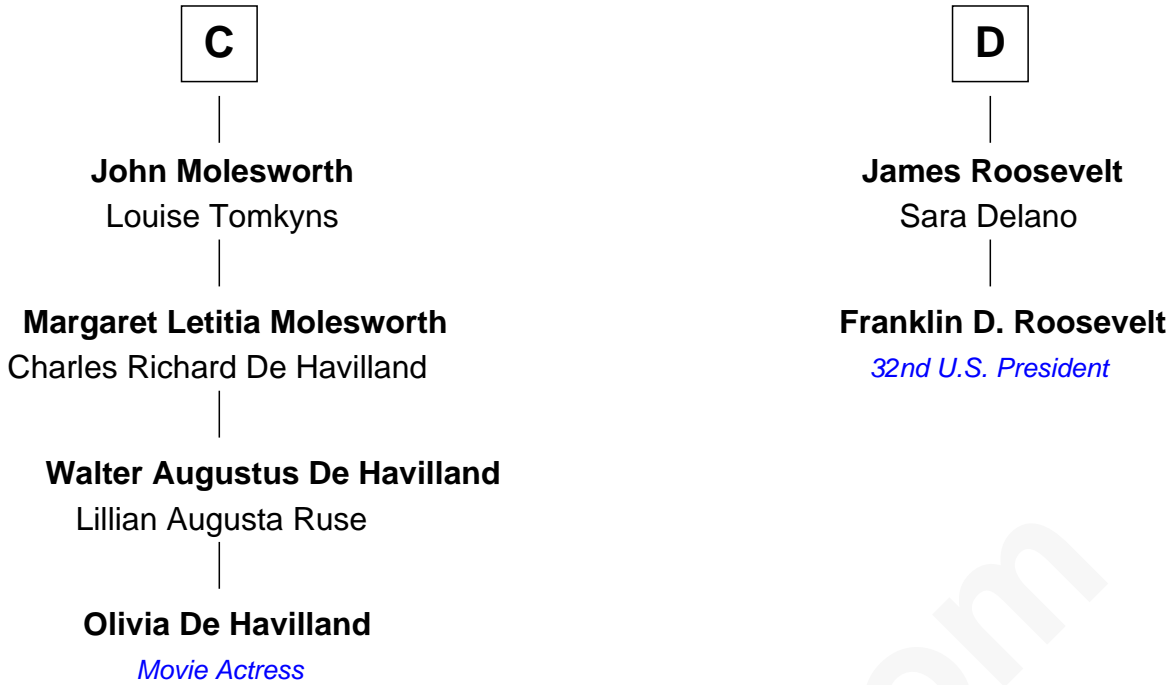 C
John Molesworth
Louise Tomkyns
Margaret Letitia Molesworth
Charles Richard De Havilland
Walter Augustus De Havilland
Lillian Augusta Ruse
Olivia De Havilland
Movie Actress
D
James Roosevelt
Sara Delano
Franklin D. Roosevelt
32nd U.S. President
om